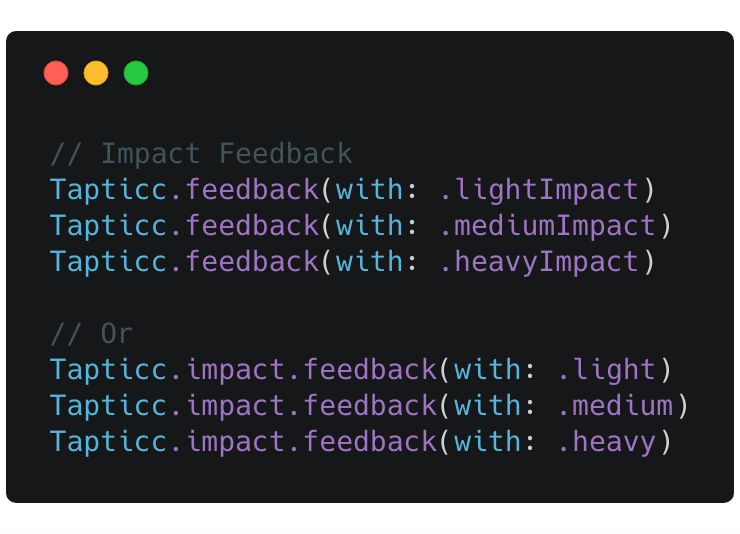 // Impact Feedback
Tapticc.feedback(with: .lightImpact)
Tapticc.feedback(with: .mediumImpact)
Tapticc.feedback(with: .heavyImpact)
// Or
Tapticc.impact.feedback(with: .light)
Tapticc.impact.feedback(with: .medium)
Tapticc.impact.feedback(with: .heavy)